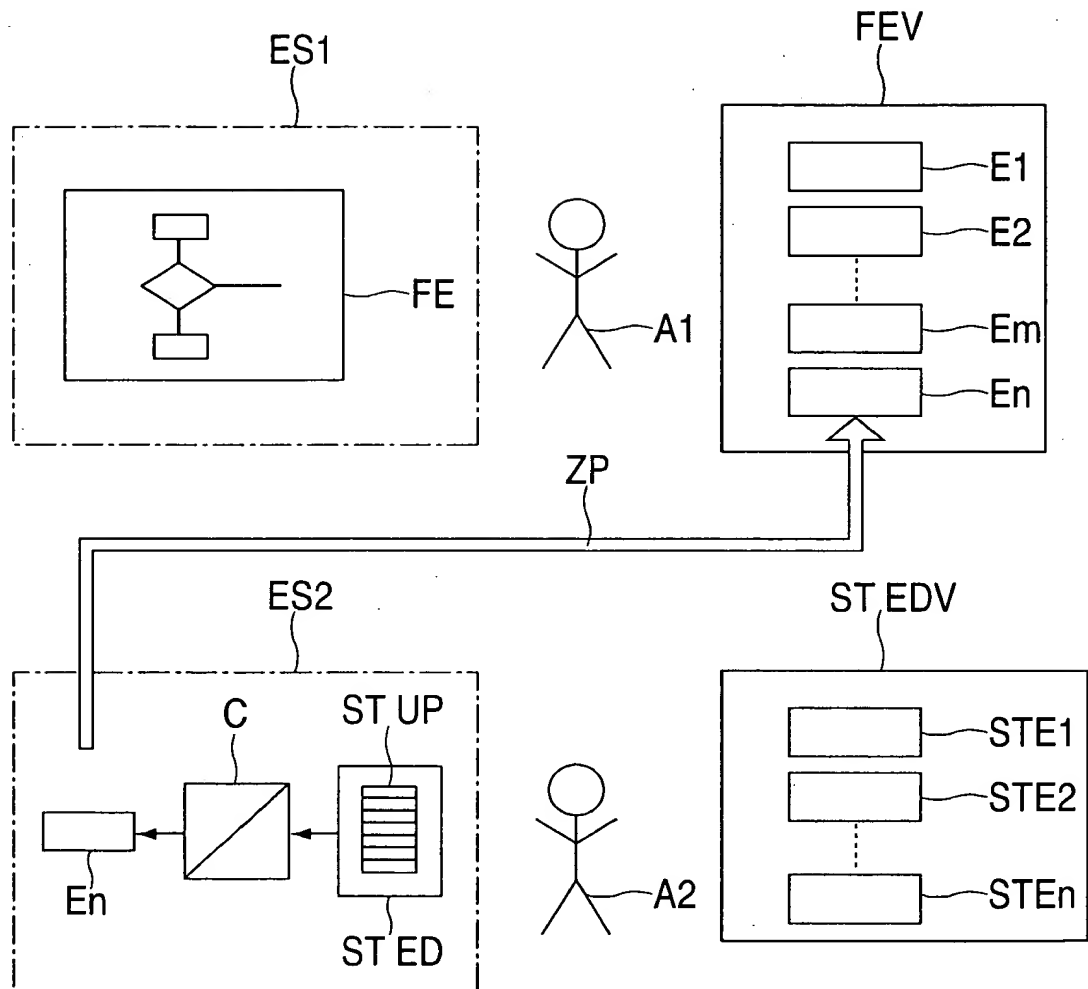 ES1
FEV
E1
E2
FE
A1
Em
En
ZP
ES2
ST EDV
C
ST UP
STE1
STE2
En
ST ED
A2
STEn